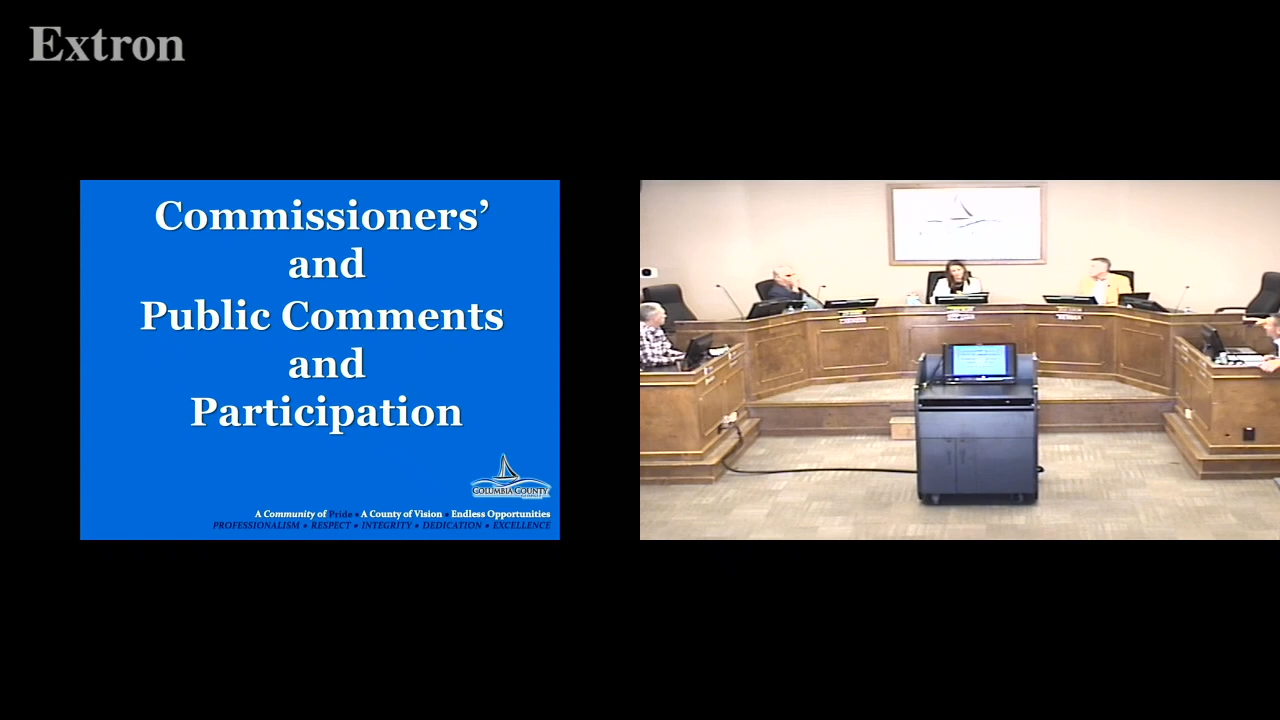 Extron
Commissioners’
and
Public Comments
and
Participation
COLUMBIA COUNTY
A Community of Pride • A County of Vision • Endless Opportunities
PROFESSIONALISM • RESPECT • INTEGRITY • DEDICATION • EXCELLENCE